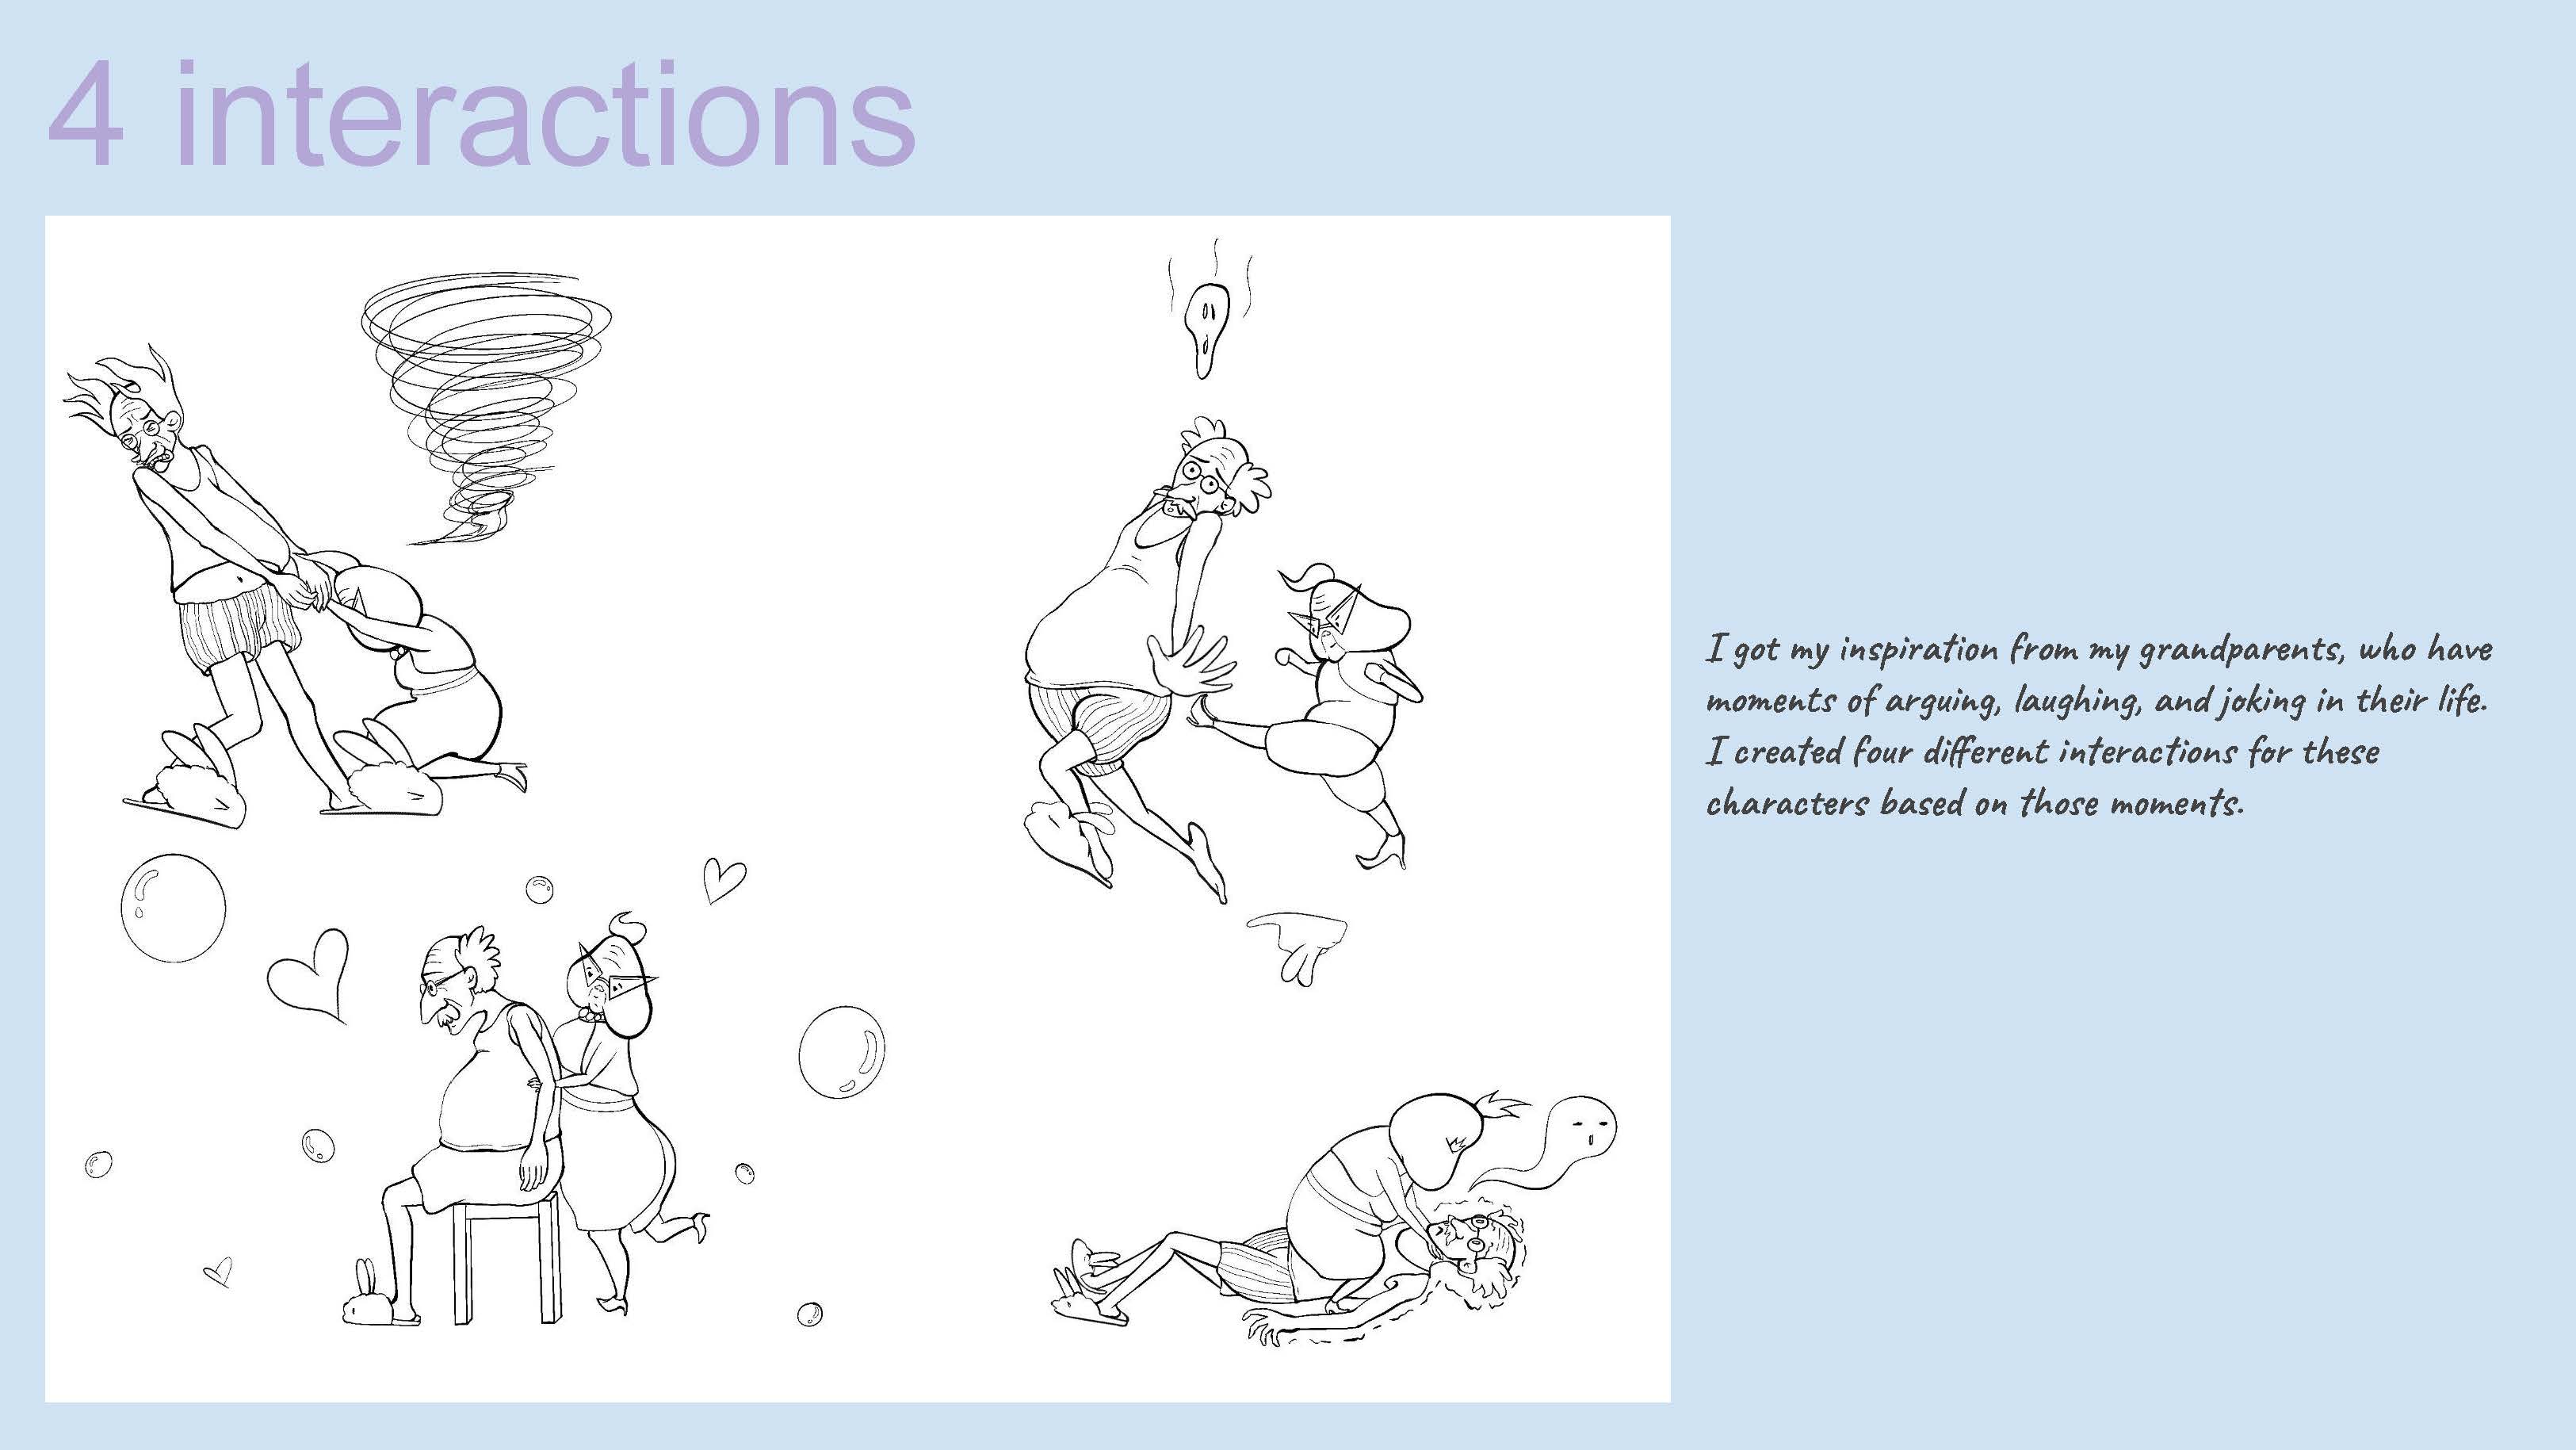 4 interactions
I got my inspiration from my grandparents, who have
moments of arguing, laughing, and joking in their life.
I created four different interactions for these
characters based on those moments.